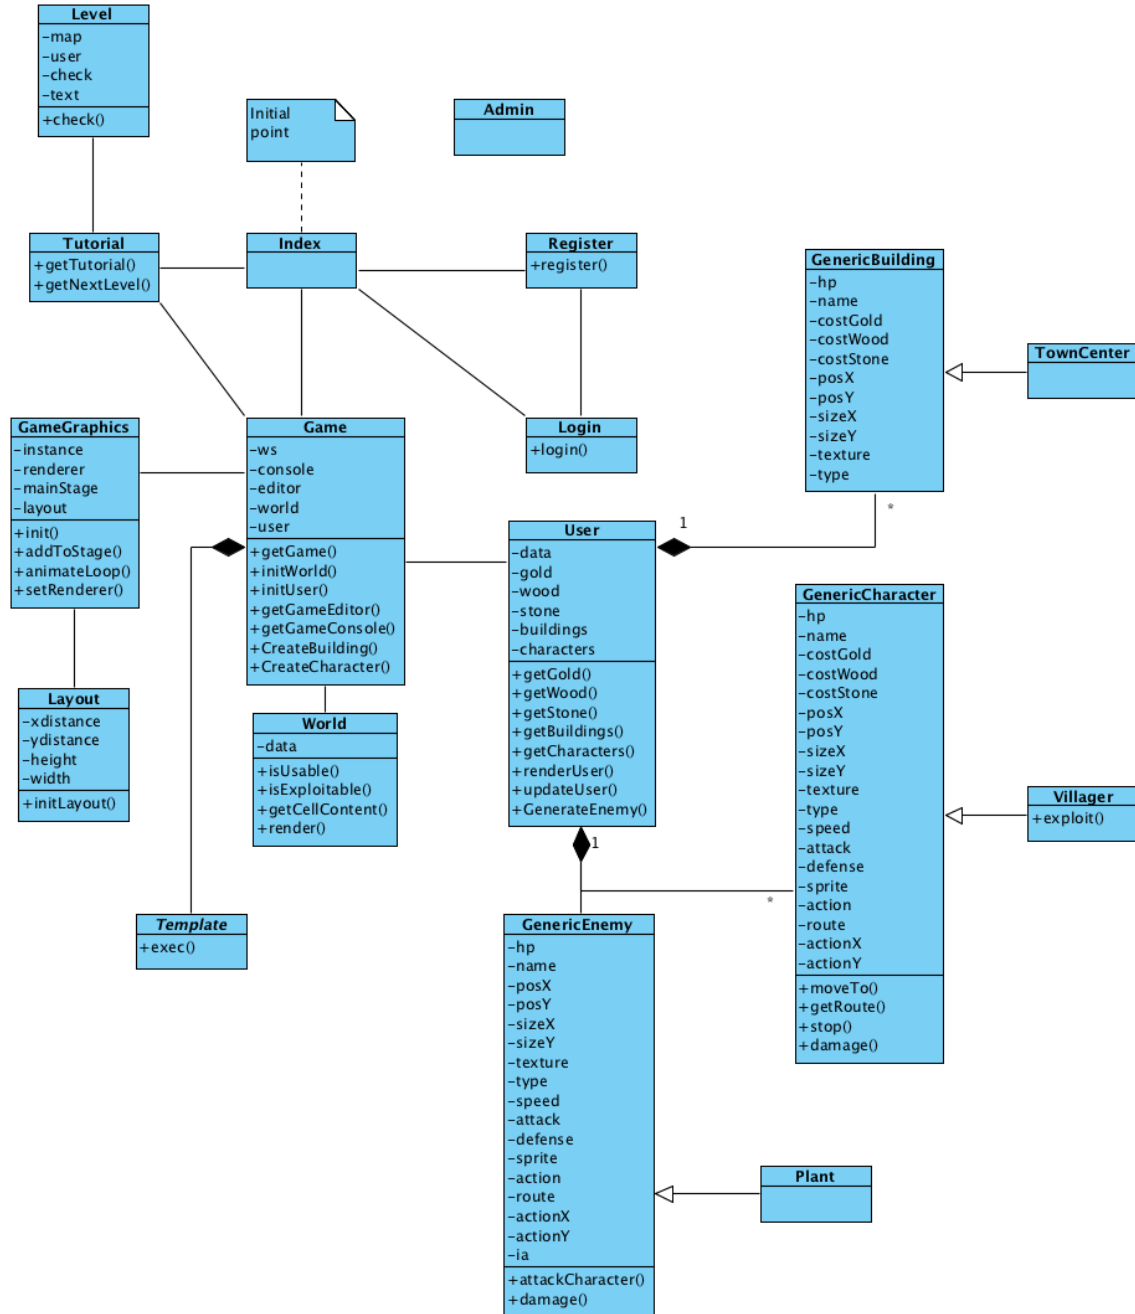 Level
-map
-user
-check
-text
+check()
Initial
point
Admin
Tutorial
+getTutorial()
+getNextLevel()
Index
Register
+register()
GenericBuilding
-hp
-name
-costGold
-costWood
-costStone
-posX
-posY
-sizeX
-sizeY
-texture
-type
TownCenter
GameGraphics
-instance
-renderer
-mainStage
-layout
+init()
+addToStage()
+animateLoop()
+setRenderer()
Game
-ws
-console
-editor
-world
-user
+getGame()
+initWorld()
+initUser()
+getGameEditor()
+getGameConsole()
+CreateBuilding()
+CreateCharacter()
Login
+login()
User
-data
-gold
-wood
-stone
-buildings
-characters
+getGold()
+getWood()
+getStone()
+getBuildings()
+getCharacters()
+renderUser()
+updateUser()
+GenerateEnemy()
1
*
GenericCharacter
-hp
-name
-costGold
-costWood
-costStone
-posX
-posY
-sizeX
-sizeY
-texture
-type
-speed
-attack
-defense
-sprite
-action
-route
-actionX
-actionY
+moveTo()
+getRoute()
+stop()
+damage()
Villager
+exploit()
Layout
-xdistance
-ydistance
-height
-width
+initLayout()
World
-data
+isUsable()
+isExploitable()
+getCellContent()
+render()
1
*
Template
+exec()
GenericEnemy
-hp
-name
-posX
-posY
-sizeX
-sizeY
-texture
-type
-speed
-attack
-defense
-sprite
-action
-route
-actionX
-actionY
-ia
+attackCharacter()
+damage()
Plant